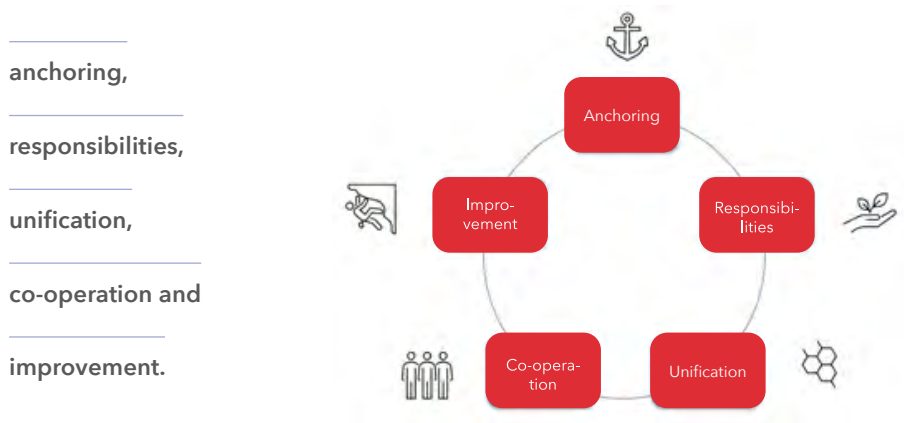 anchoring,
responsibilities,
unification,
co-operation and
improvement.
Anchoring
Responsibi-
lities
Unification
Co-opera-
tion
Impro-
vement